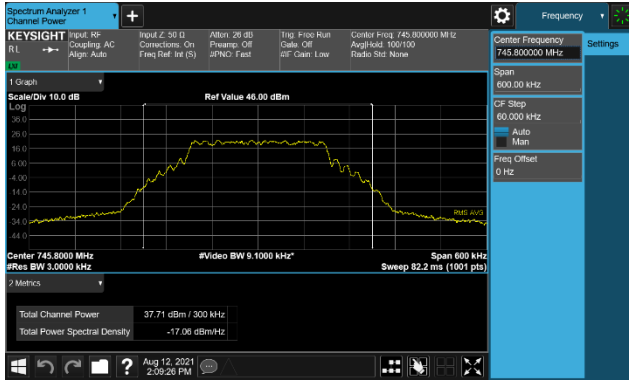 Spectrum Analyzer 1
Channel Power
Frequency
KEYSIGHT
RL
Input: RF
Coupling: AC
Align: Auto
Input Z: 50 Ω
Corrections: On
Freq Ref: Int (S)
Atten: 26 dB
Preamp: Off
#PNO: Fast
Trig: Free Run
Gate: Off
#IF Gain: Low
Center Freq: 745.800000 MHz
Avg|Hold: 100/100
Radio Std: None
Center Frequency
745.800000 MHz
Settings
Span
600.00 kHz
CF Step
60.000 kHz
Auto
Man
Freq Offset
0 Hz
1 Graph
Scale/Div 10.0 dB
Ref Value 46.00 dBm
Log
36.0
26.0
16.0
6.00
-4.00
-14.0
-24.0
-34.0
-44.0
RMS AVG
Center 745.8000 MHz
#Video BW 9.1000 kHz*
Span 600 kHz
#Res BW 3.0000 kHz
Sweep 82.2 ms (1001 pts)
2 Metrics
Total Channel Power 37.71 dBm / 300 kHz
Total Power Spectral Density -17.06 dBm/Hz
?
Aug 12, 2021
2:09:26 PM